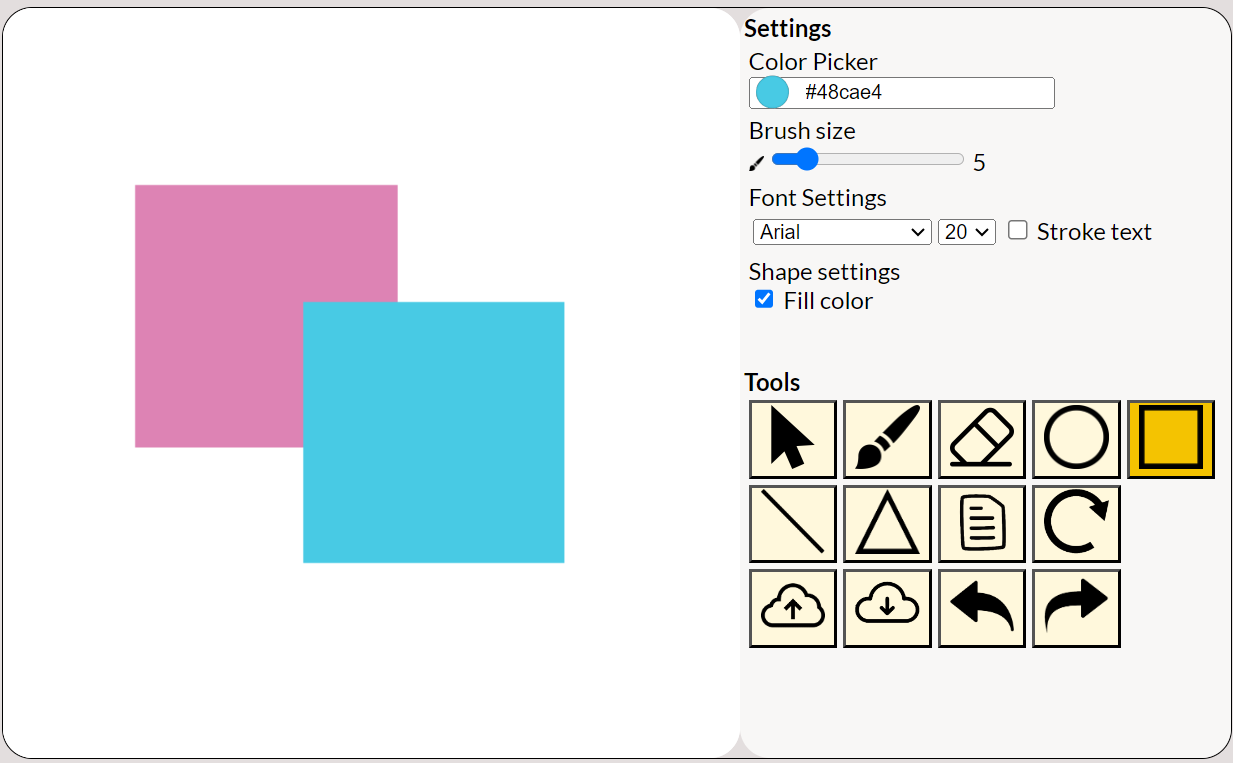 Settings
Color Picker
#48cae4
Brush size
5
Font Settings
Arial 20 Stroke text
Shape settings
Fill color
Tools